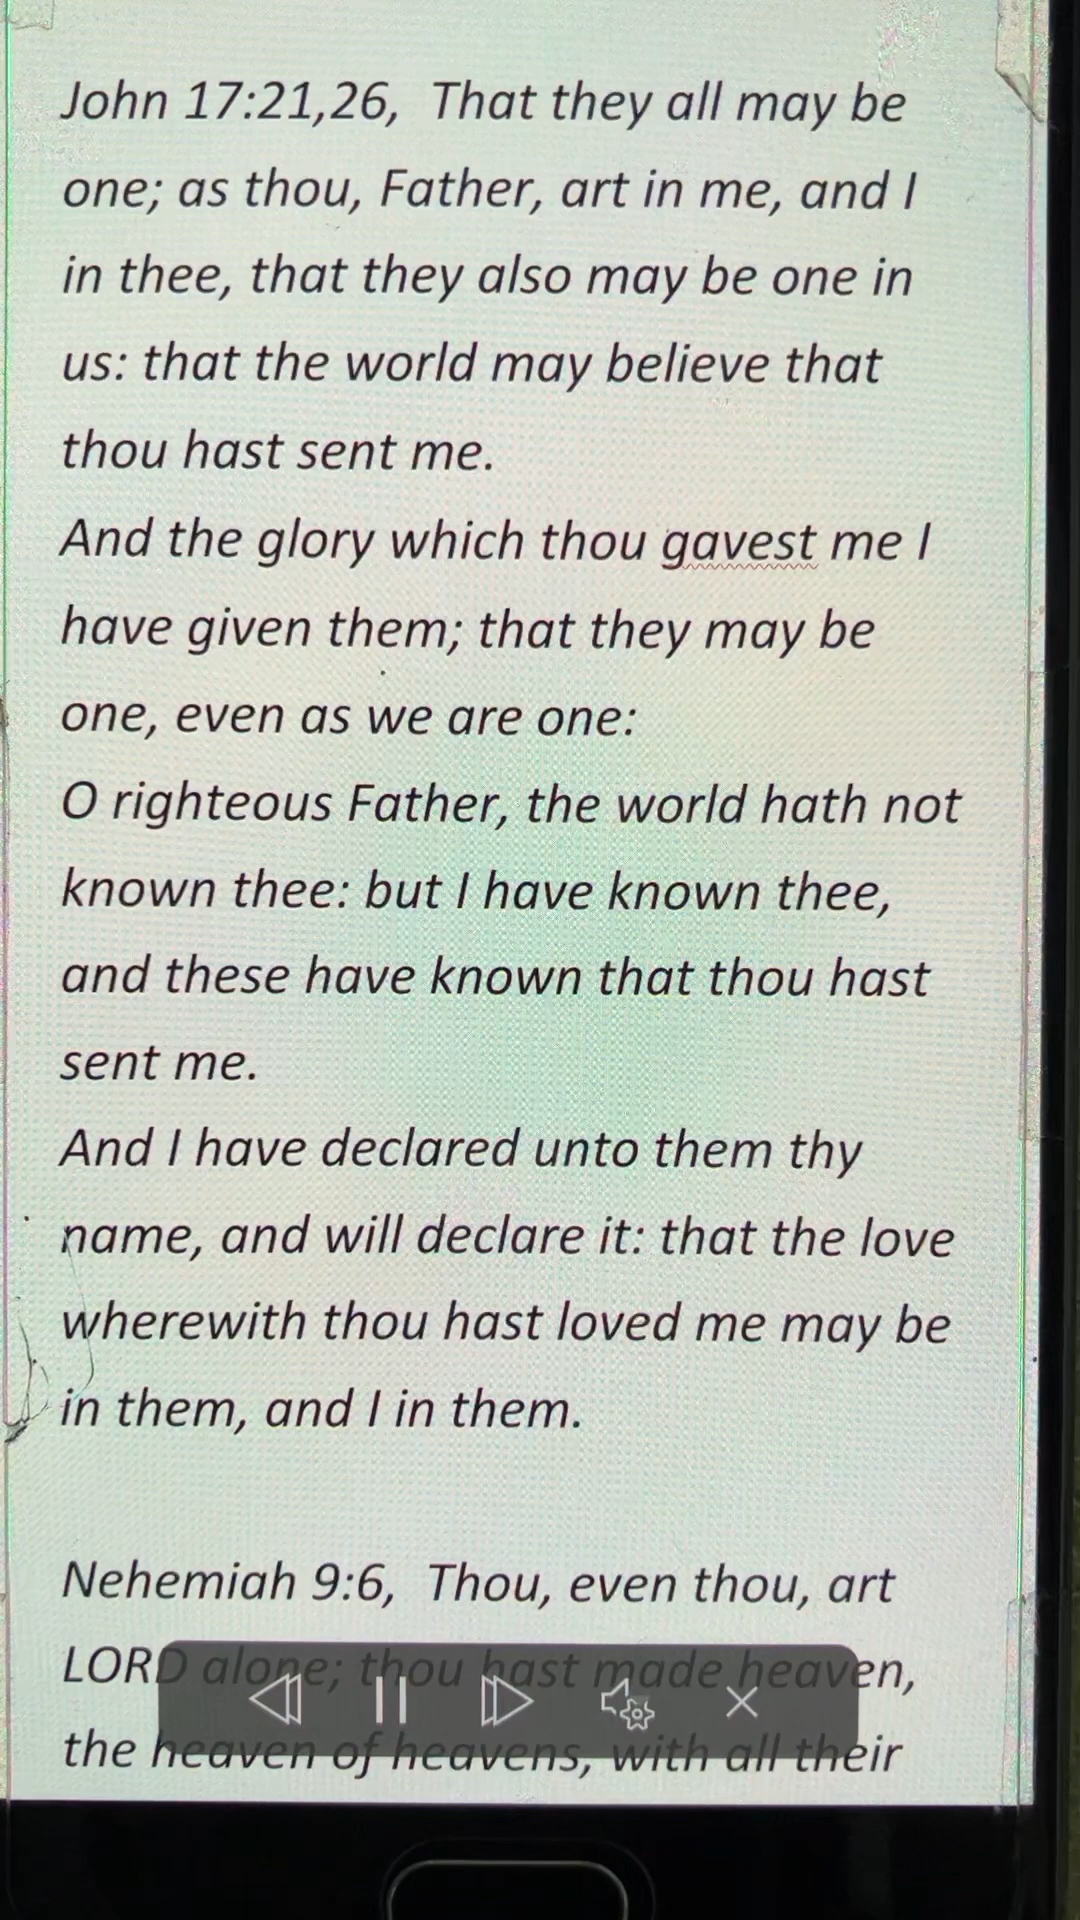 John 17:21,26, That they all may be
one; as thou, Father, art in me, and I
in thee, that they also may be one in
us: that the world may believe that
thou hast sent me.
And the glory which thou gavest me I
have given them; that they may be
one, even as we are one:
O righteous Father, the world hath not
known thee: but I have known thee,
and these have known that thou hast
sent me.
And I have declared unto them thy
name, and will declare it: that the love
wherewith thou hast loved me may be
in them, and I in them.
Nehemiah 9:6, Thou, even thou, art
LORD alone; thou hast made heaven,
the heaven of heavens, with all their